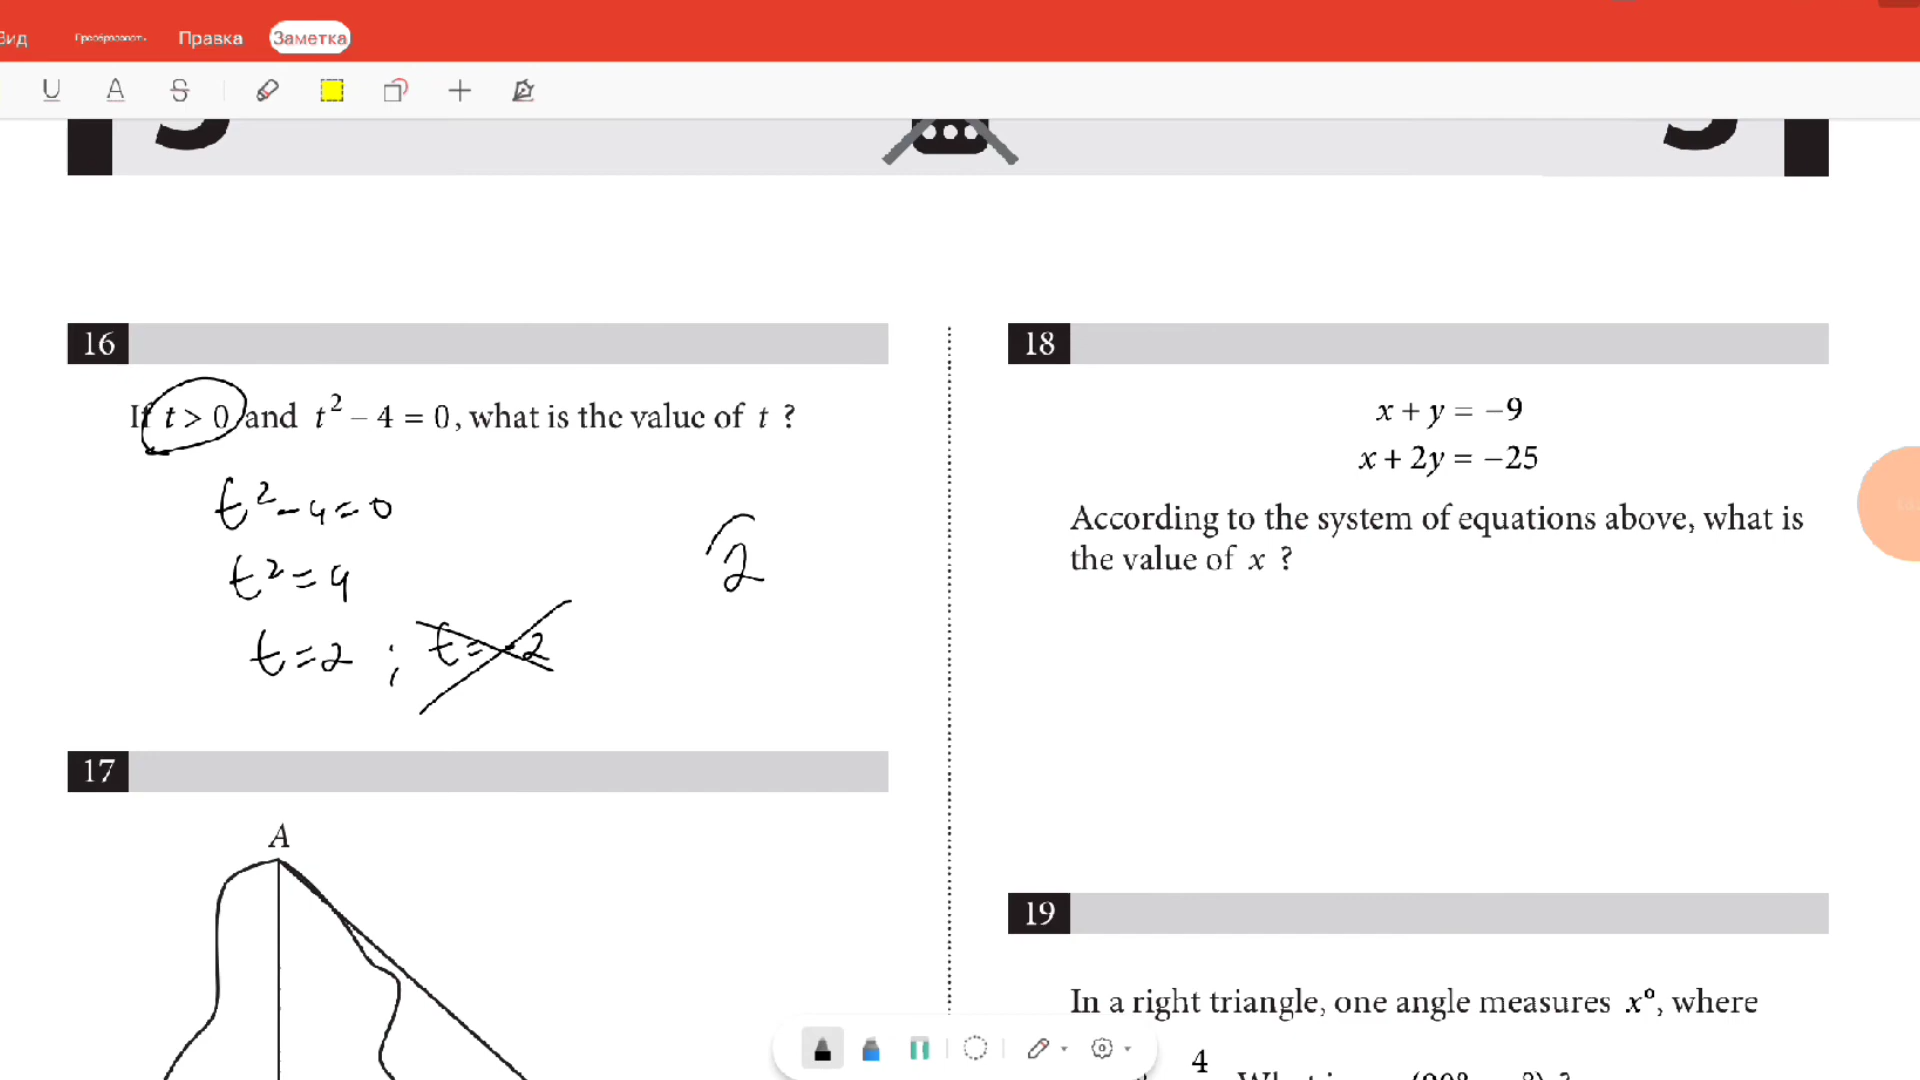 Вид Преобразовать Правка Заметка
16
If t > 0 and t² – 4 = 0, what is the value of t ?
t² - 4 = 0
t² = 4
t = 2 ; t = -2
2
17
A
18
x + y = –9
x + 2y = –25
According to the system of equations above, what is
the value of x ?
19
In a right triangle, one angle measures x°, where
4